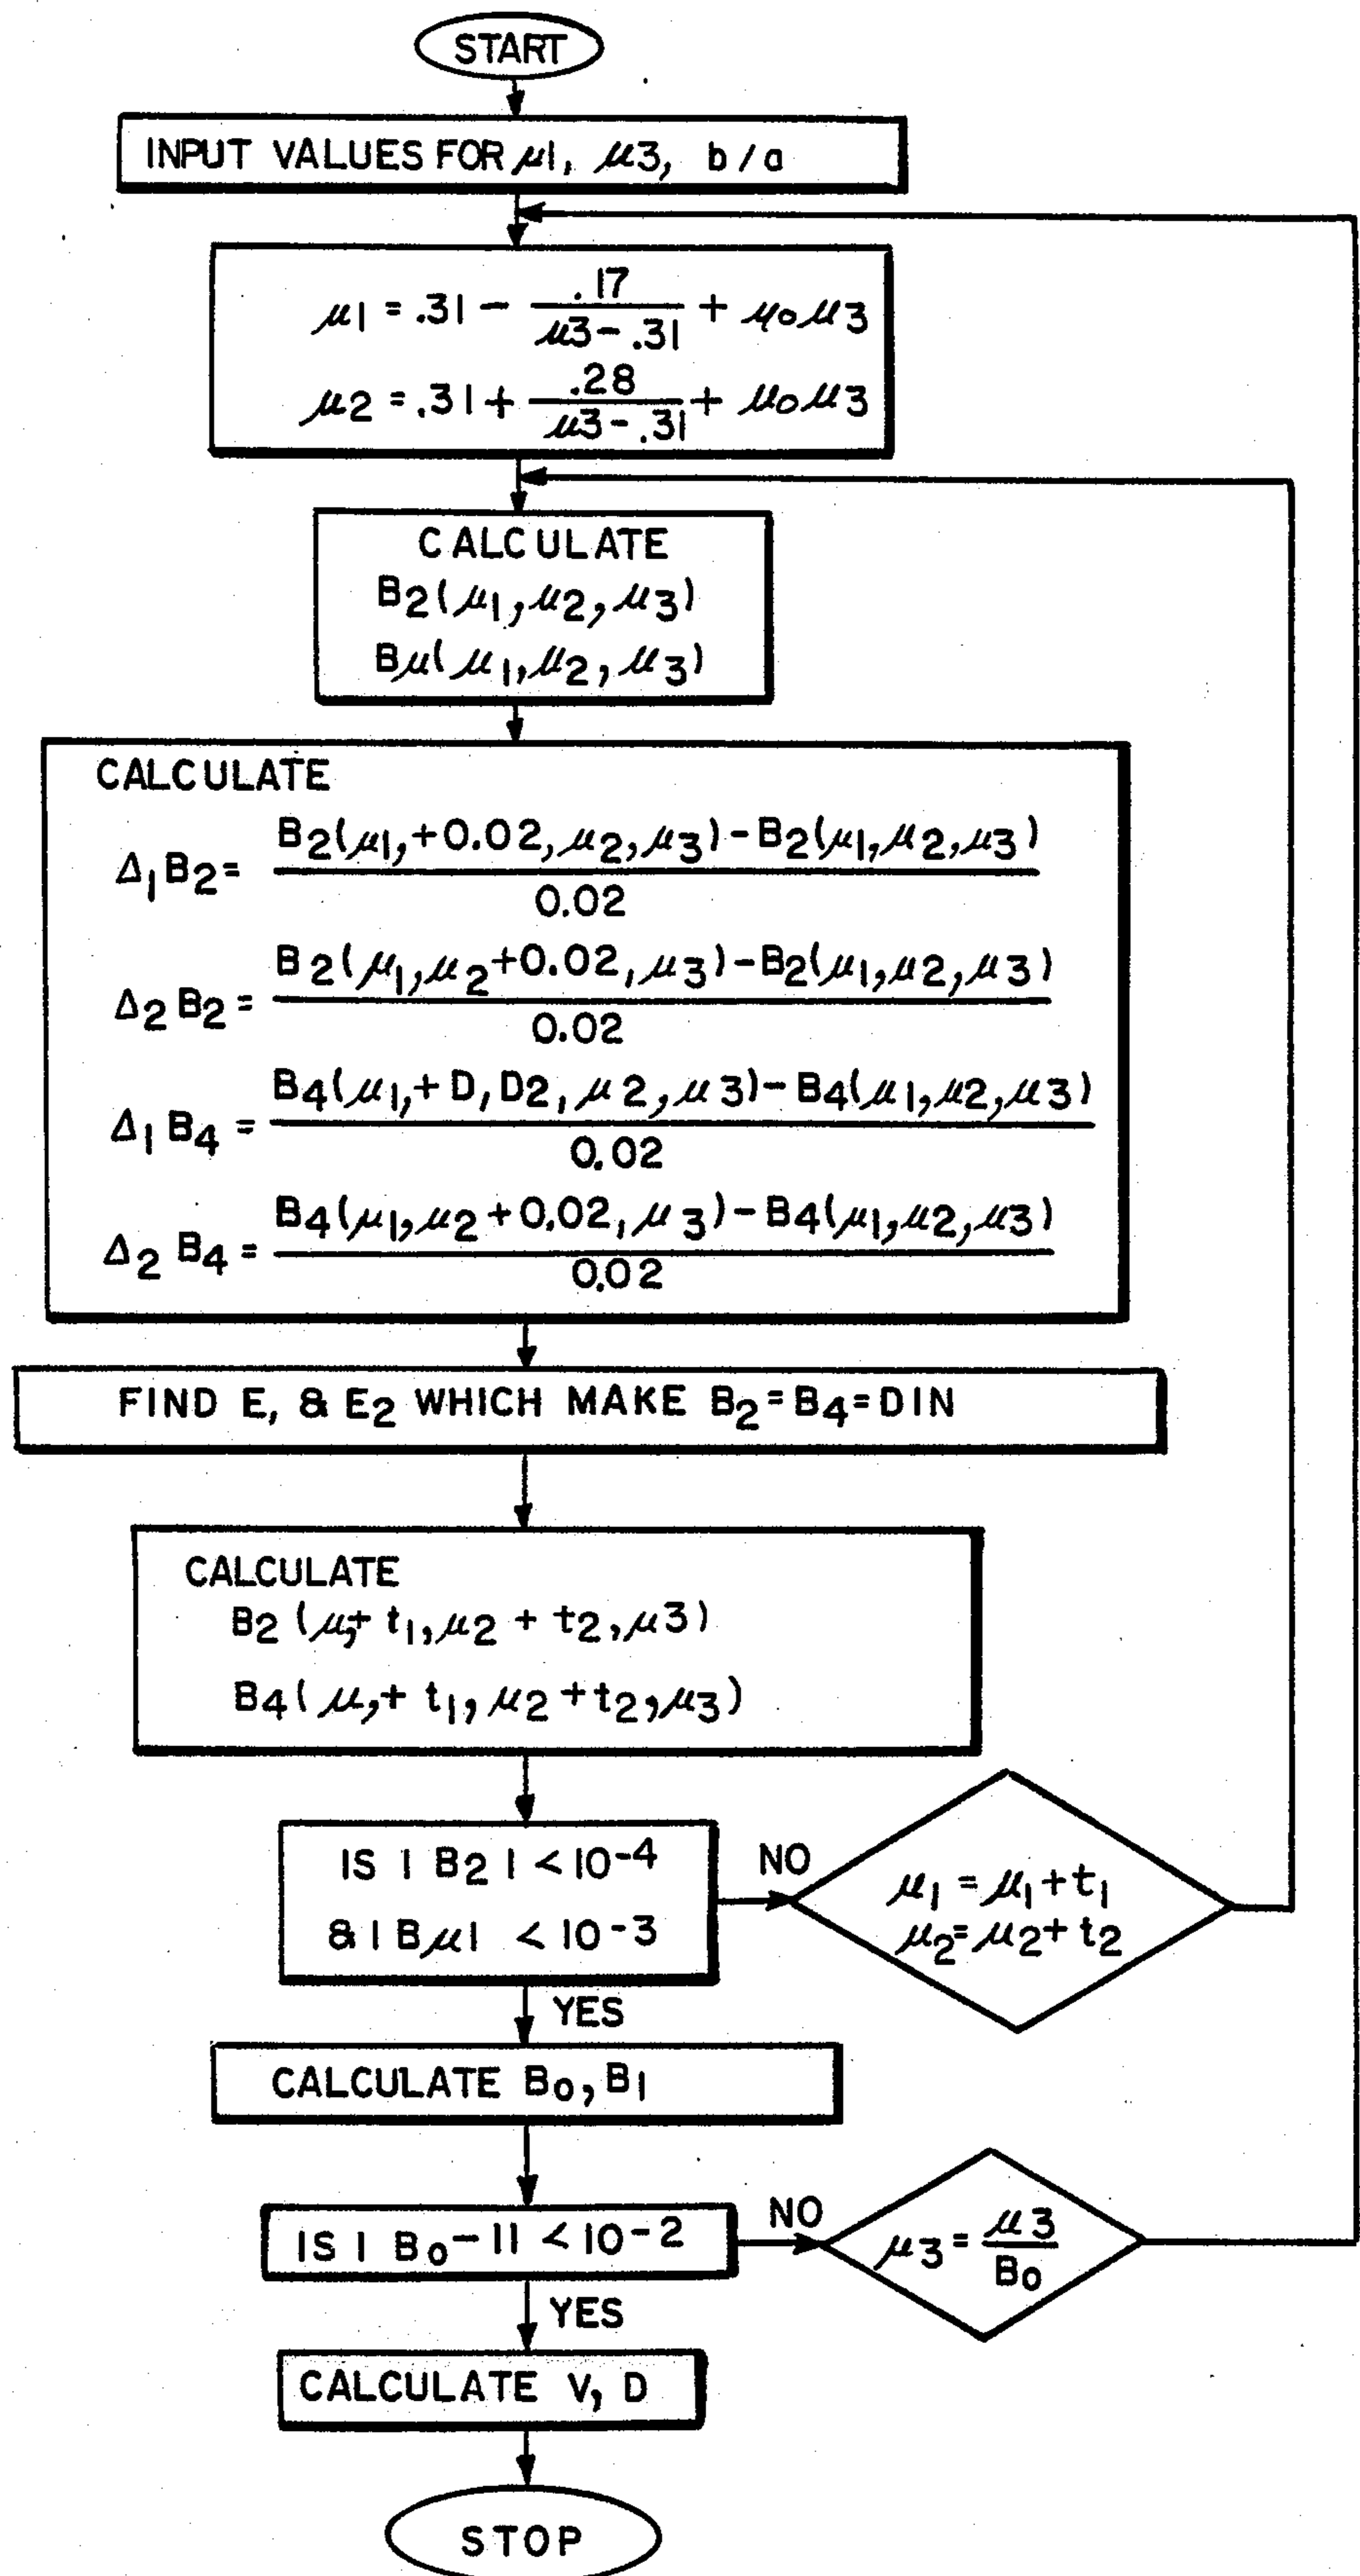 START
INPUT VALUES FOR μ1, μ3, b/a
μ1 = .31 - .17 / μ3-.31 + μ0μ3
μ2 = .31 + .28 / μ3-.31 + μ0μ3
CALCULATE
B2(μ1,μ2,μ3)
Bμ(μ1,μ2,μ3)
CALCULATE
Δ1B2= B2(μ1,+0.02,μ2,μ3)-B2(μ1,μ2,μ3) / 0.02
Δ2B2= B2(μ1,μ2+0.02,μ3)-B2(μ1,μ2,μ3) / 0.02
Δ1B4= B4(μ1,+D,D2,μ2,μ3)-B4(μ1,μ2,μ3) / 0.02
Δ2B4= B4(μ1,μ2+0.02,μ3)-B4(μ1,μ2,μ3) / 0.02
FIND E, & E2 WHICH MAKE B2=B4=DIN
CALCULATE
B2(μ,+t1,μ2+t2,μ3)
B4(μ,+t1,μ2+t2,μ3)
IS | B2 | <10-4
& | Bμ| <10-3
NO
μ1=μ1+t1
μ2=μ2+t2
YES
CALCULATE B0,B1
IS | B0-1| <10-2
NO
μ3= μ3 / B0
YES
CALCULATE V, D
STOP